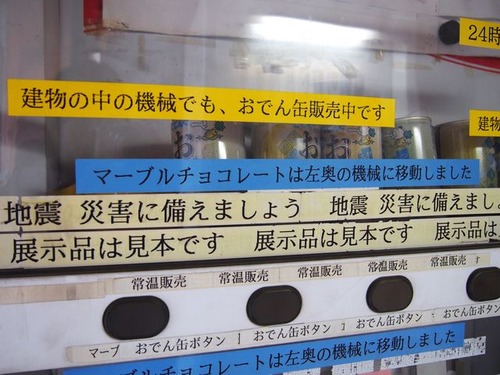 24時
建物の中の機械でも、おでん缶販売中です
建物
お お お
マーブルチョコレートは左奥の機械に移動しました
地震 災害に備えましょう 地震 災害に備えましょ
展示品は見本です 展示品は見本です 展示
常温販売 常温販売 常温販売 常温販売 す
マーブ おでん缶ボタン おでん缶ボタン おでん缶ボタン おでん缶ボタン
ーブルチョコレートは左奥の機械に移動しました